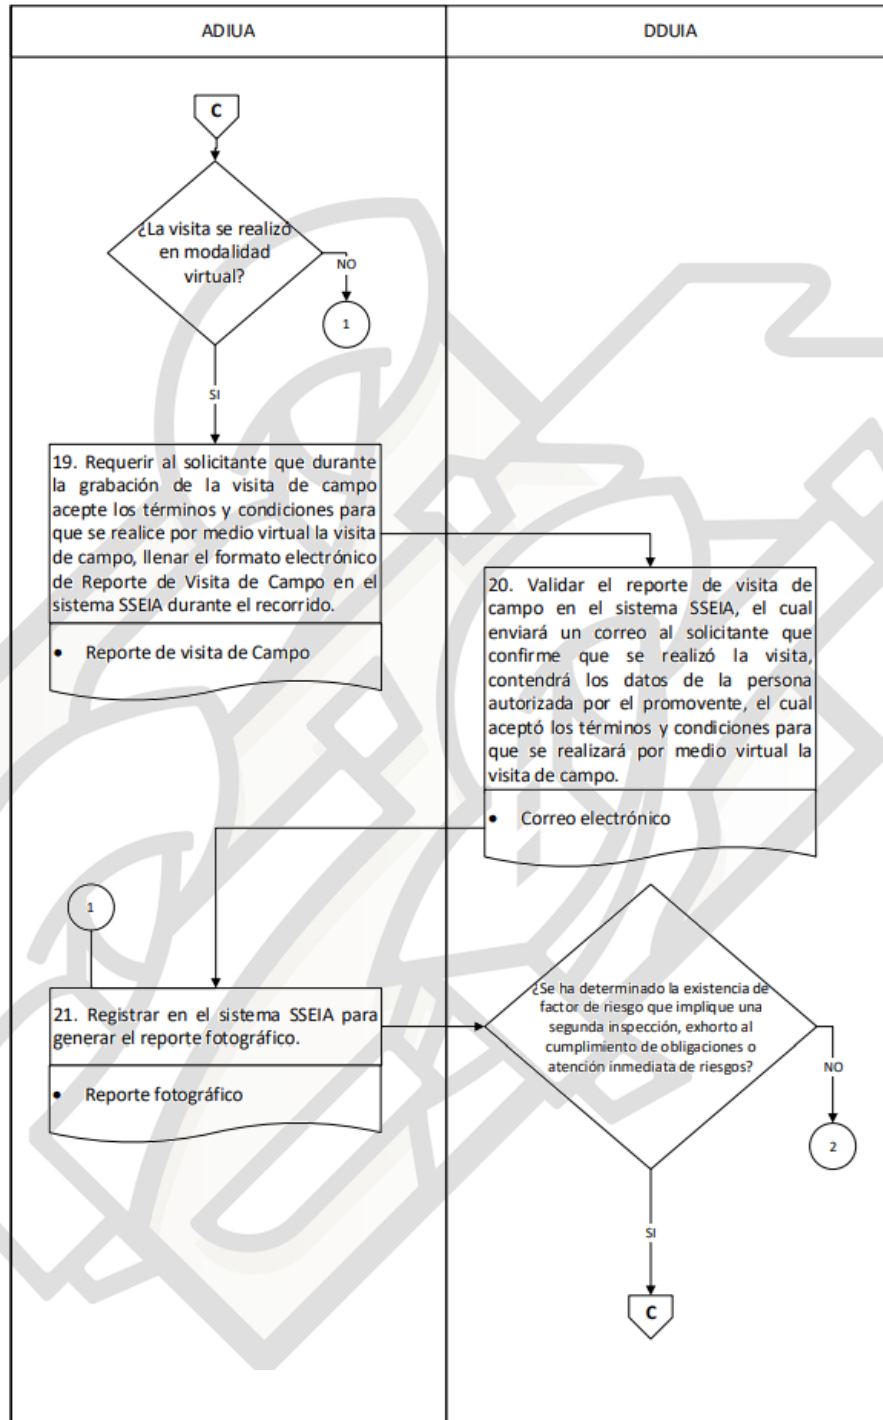 ADIUA
DDUIA
C
¿La visita se realizó
en modalidad
virtual?
NO
1
SI
19. Requerir al solicitante que durante
la grabación de la visita de campo
acepte los términos y condiciones para
que se realice por medio virtual la visita
de campo, llenar el formato electrónico
de Reporte de Visita de Campo en el
sistema SSEIA durante el recorrido.
• Reporte de visita de Campo
20. Validar el reporte de visita de
campo en el sistema SSEIA, el cual
enviará un correo al solicitante que
confirme que se realizó la visita,
contendrá los datos de la persona
autorizada por el promovente, el cual
aceptó los términos y condiciones para
que se realizará por medio virtual la
visita de campo.
• Correo electrónico
1
21. Registrar en el sistema SSEIA para
generar el reporte fotográfico.
• Reporte fotográfico
¿Se ha determinado la existencia de
factor de riesgo que implique una
segunda inspección, exhorto al
cumplimiento de obligaciones o
atención inmediata de riesgos?
NO
2
SI
C